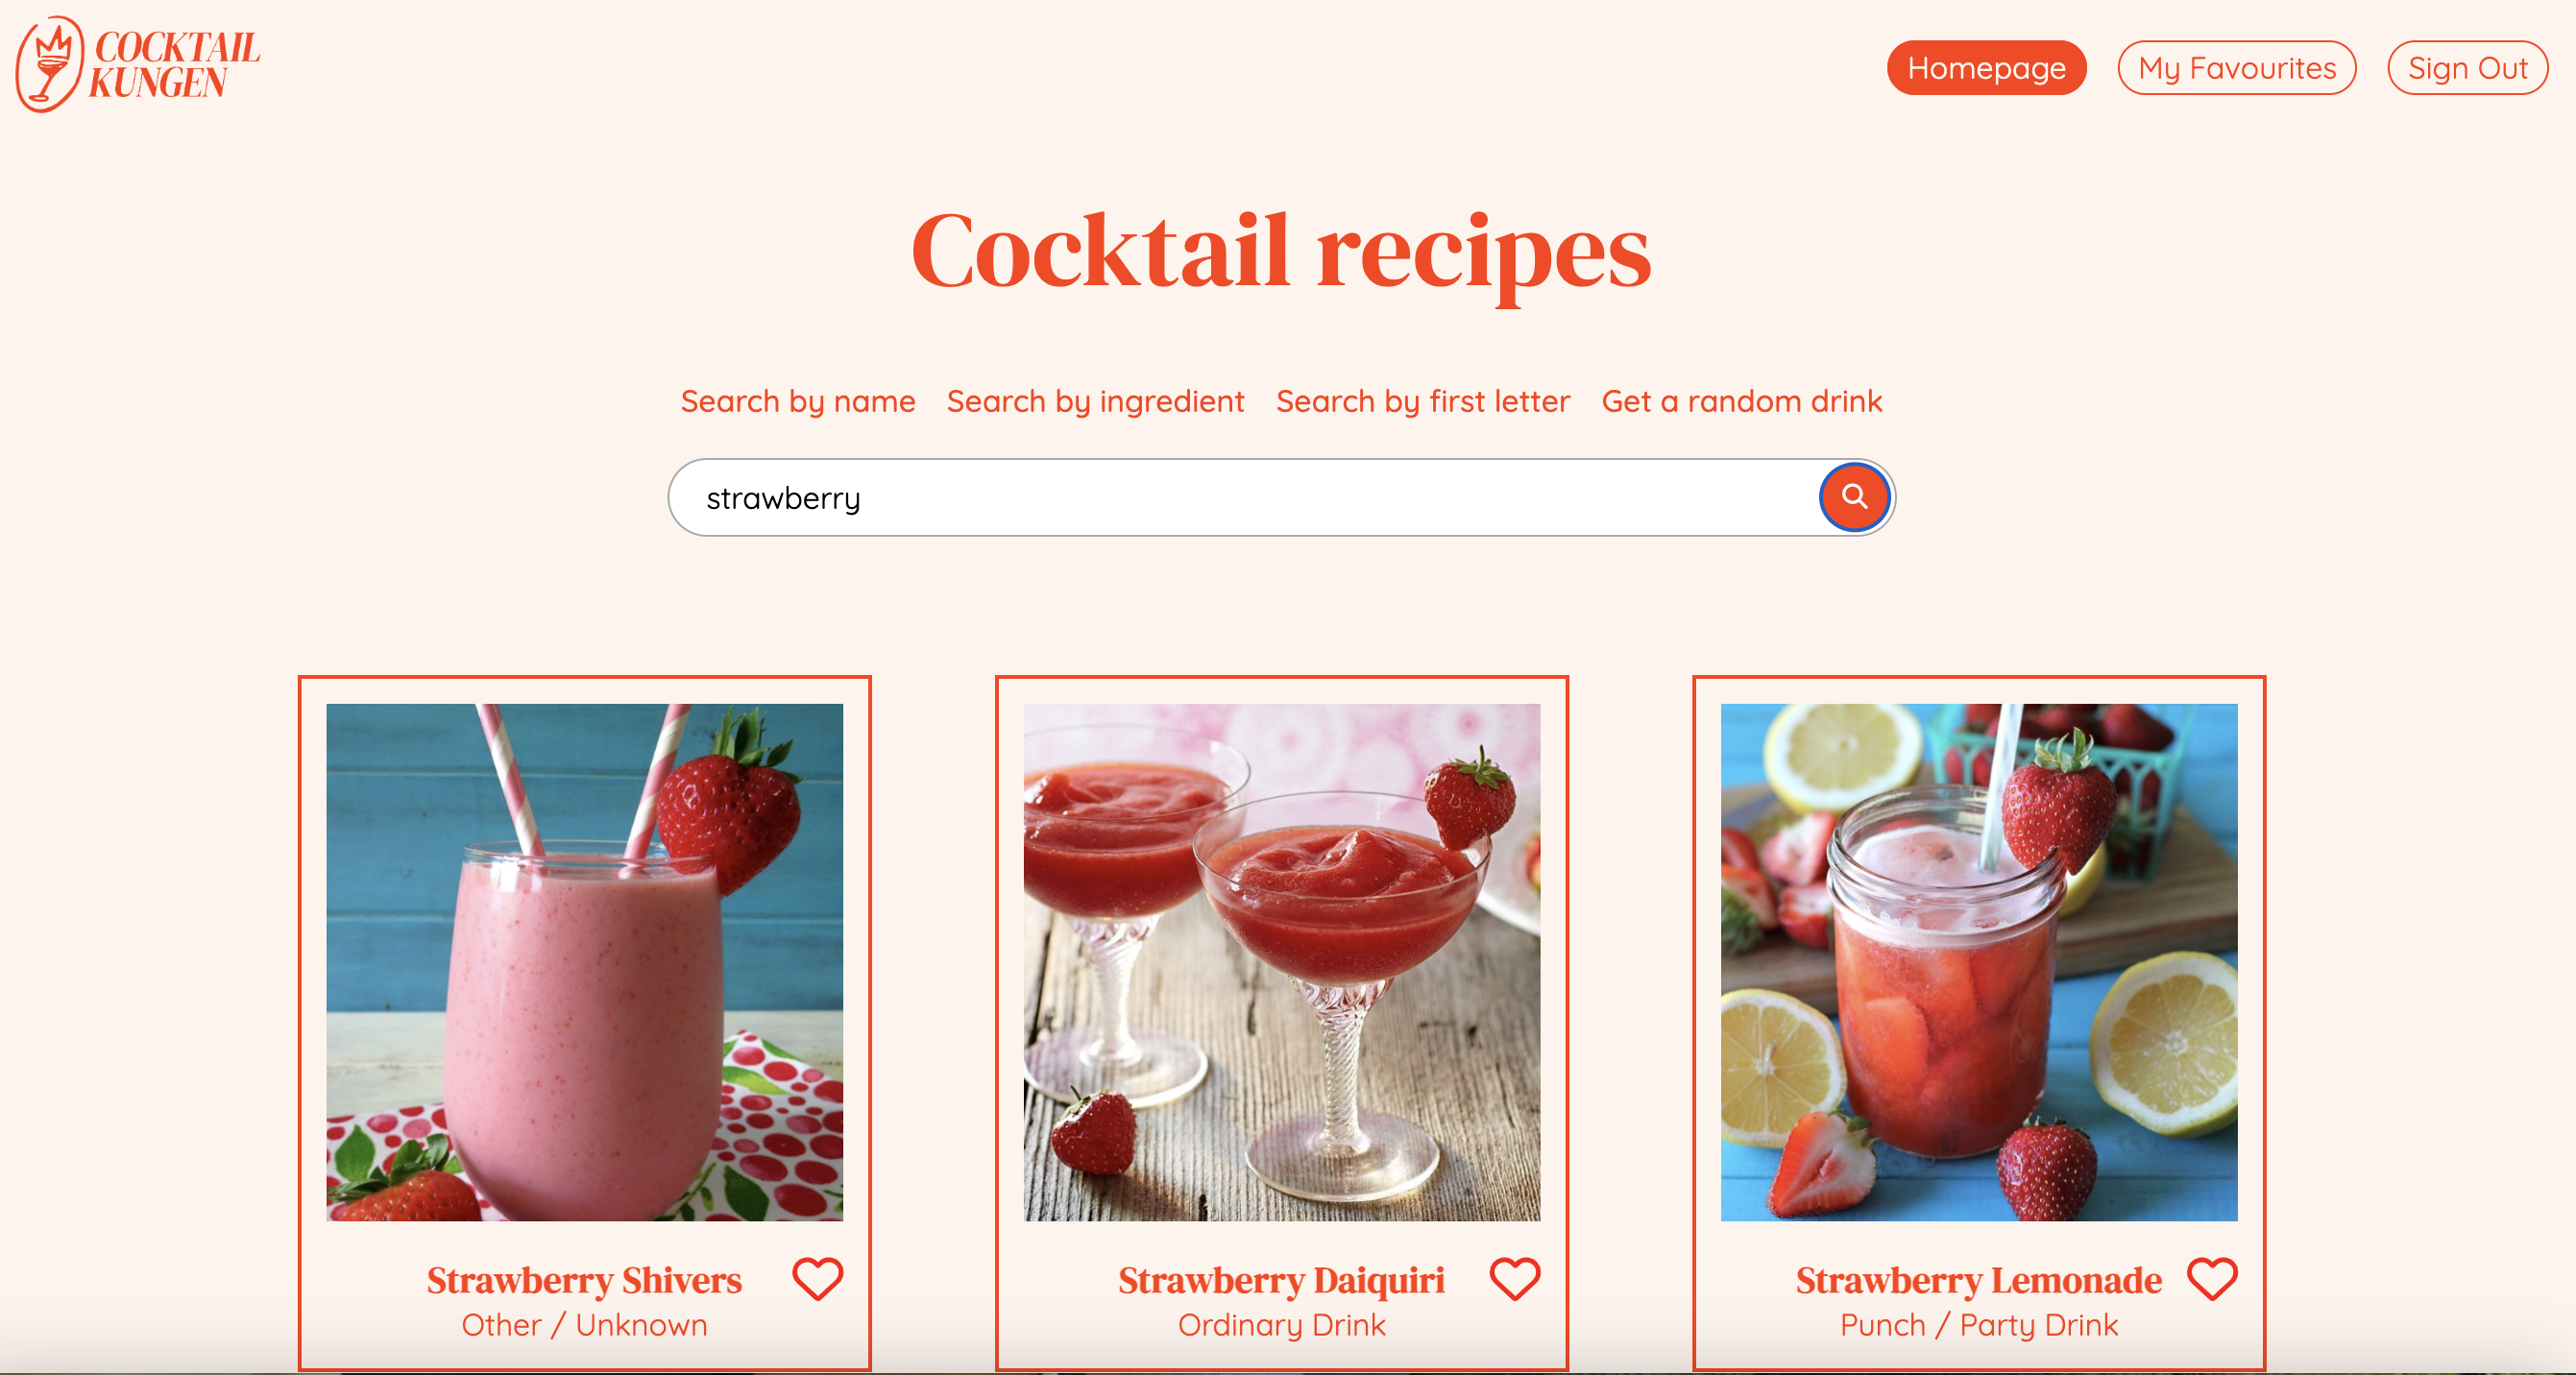 COCKTAIL
KUNGEN
Homepage My Favourites Sign Out
Cocktail recipes
Search by name Search by ingredient Search by first letter Get a random drink
strawberry
Strawberry Shivers
Other / Unknown
Strawberry Daiquiri
Ordinary Drink
Strawberry Lemonade
Punch / Party Drink